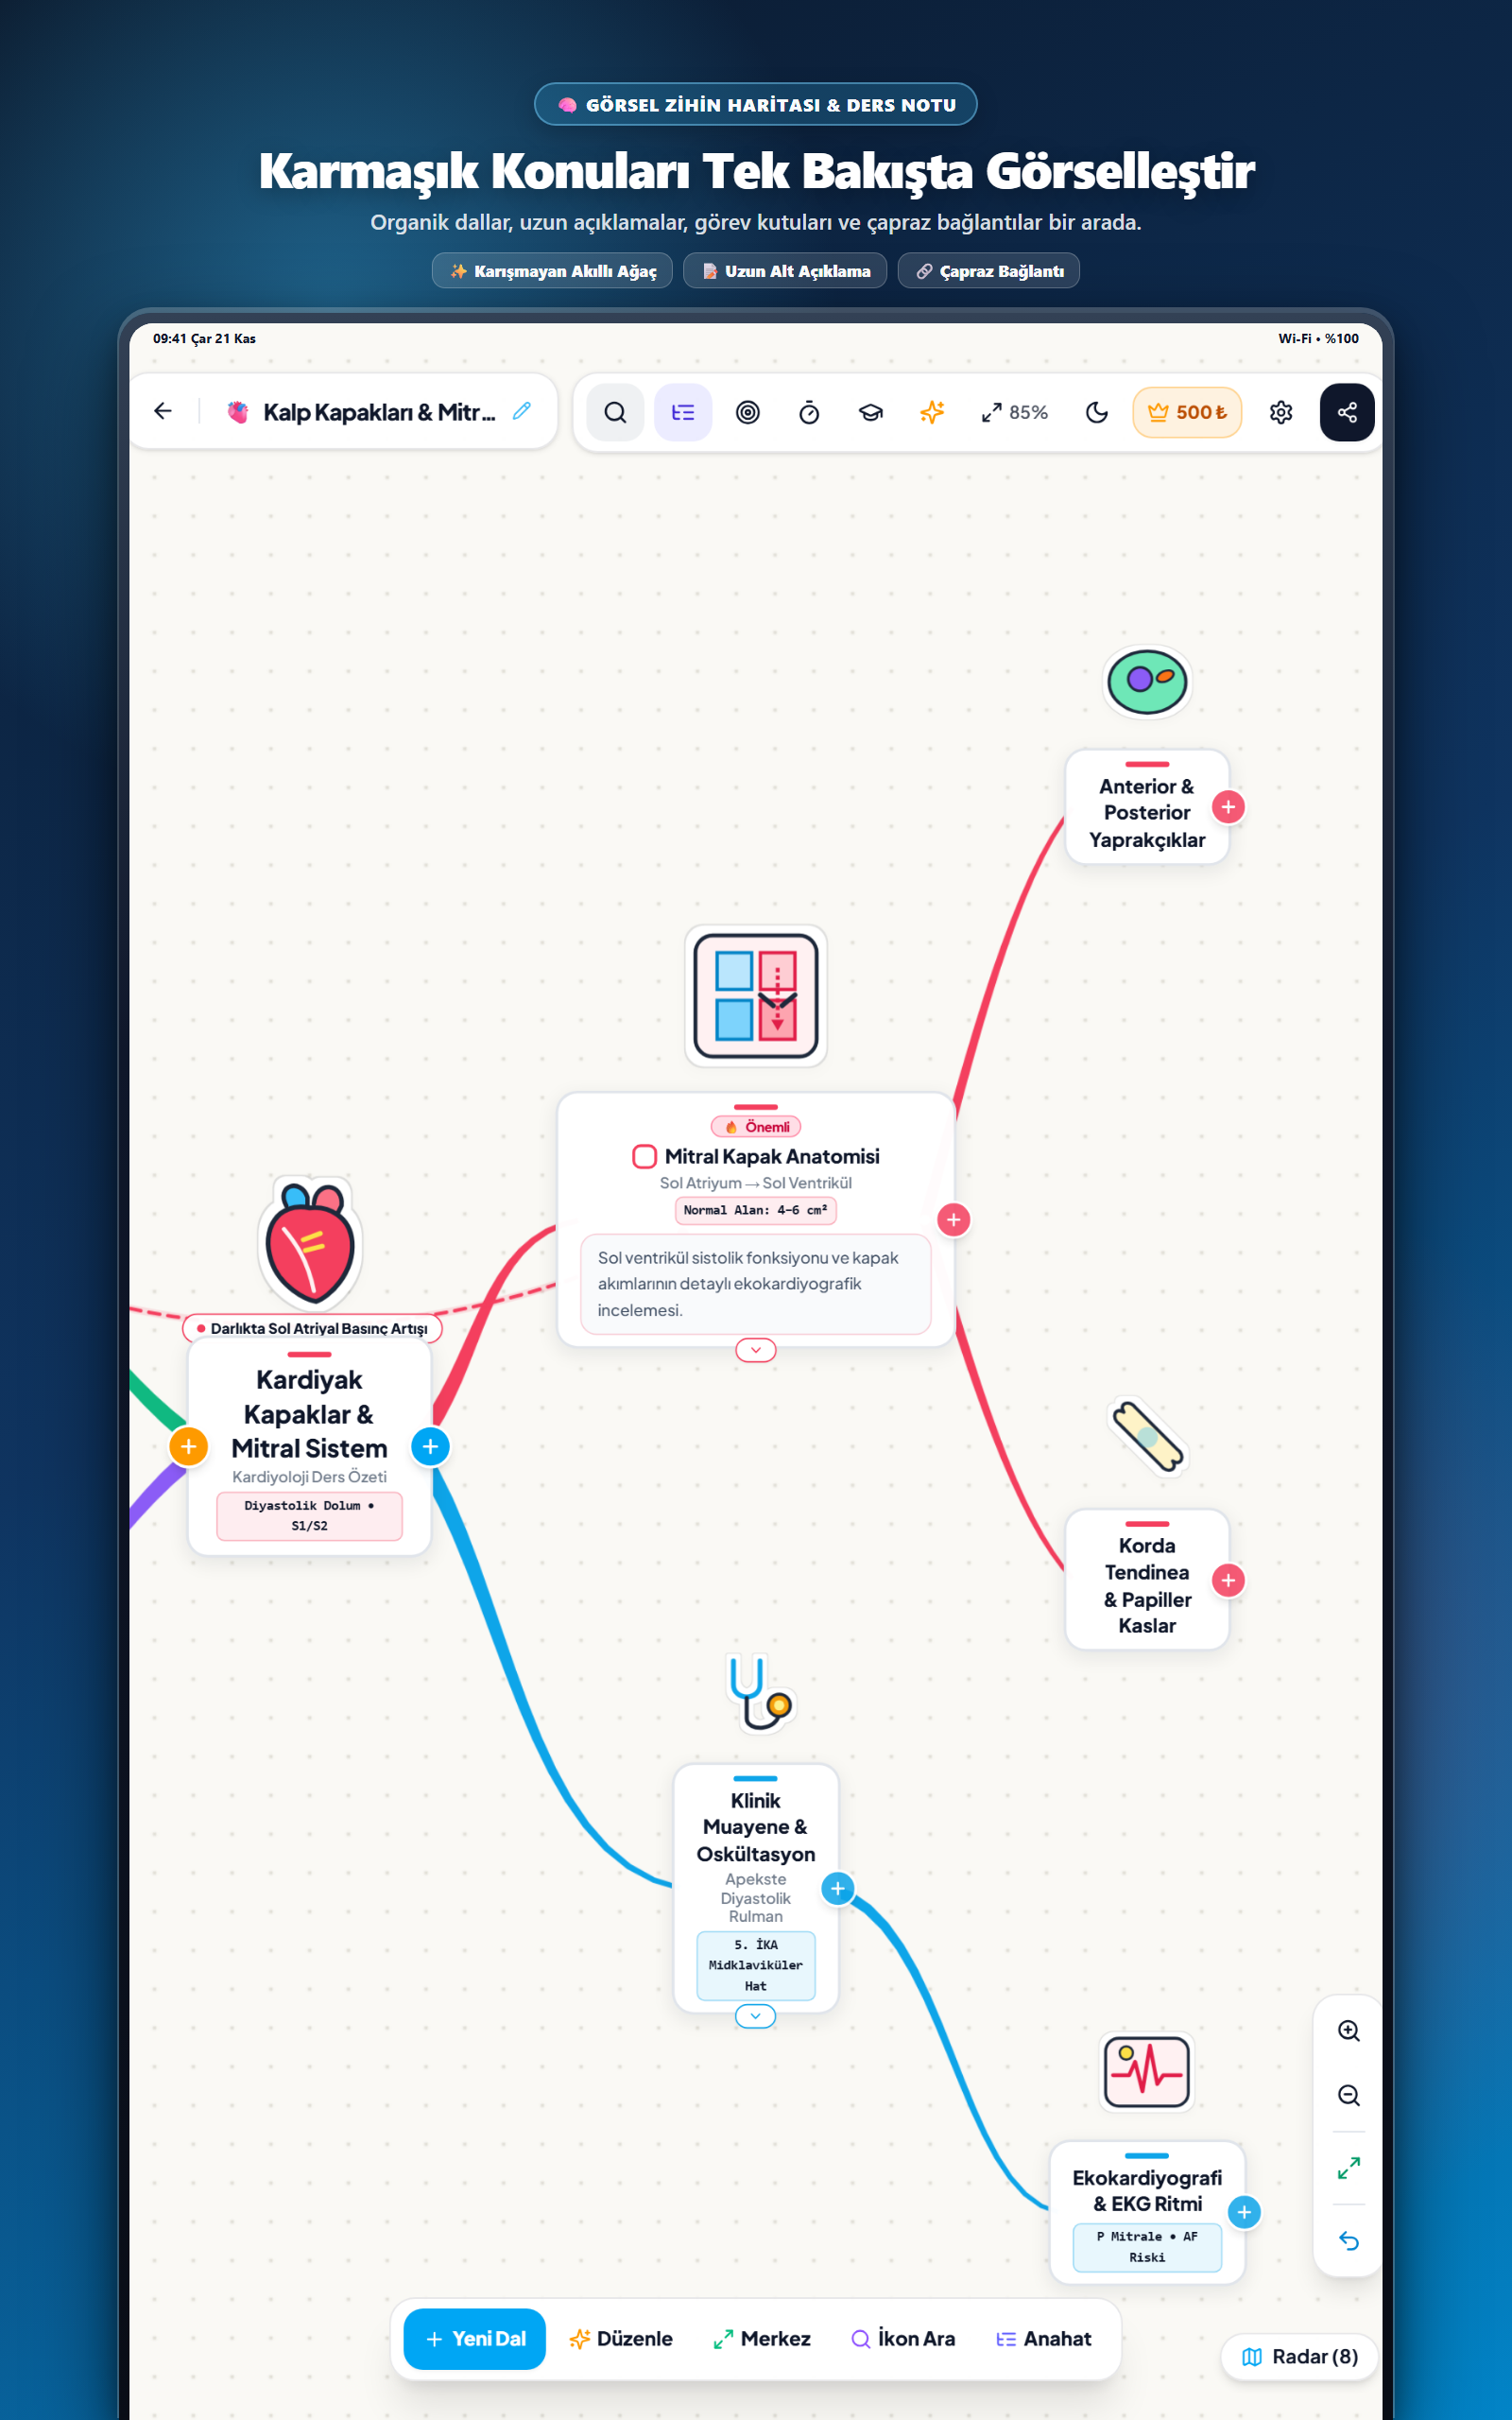 GÖRSEL ZİHİN HARİTASI & DERS NOTU
Karmaşık Konuları Tek Bakışta Görselleştir
Organik dallar, uzun açıklamalar, görev kutuları ve çapraz bağlantılar bir arada.
Karışmayan Akıllı Ağaç
Uzun Alt Açıklama
Çapraz Bağlantı
09:41 Çar 21 Kas
Wi-Fi • %100
Kalp Kapakları & Mitr...
85%
500 ₺
Anterior &
Posterior
Yaprakçıklar
Önemli
Mitral Kapak Anatomisi
Sol Atriyum → Sol Ventrikül
Normal Alan: 4-6 cm²
Sol ventrikül sistolik fonksiyonu ve kapak
akımlarının detaylı ekokardiyografik
incelemesi.
Darlıkta Sol Atriyal Basınç Artışı
Kardiyak
Kapaklar &
Mitral Sistem
Kardiyoloji Ders Özeti
Diyastolik Dolum •
S1/S2
Korda
Tendinea
& Papiller
Kaslar
Klinik
Muayene &
Oskültasyon
Apekste
Diyastolik
Rulman
5. İKA
Midklaviküler
Hat
Ekokardiyografi
& EKG Ritmi
P Mitrale • AF
Riski
Yeni Dal
Düzenle
Merkez
İkon Ara
Anahat
Radar (8)